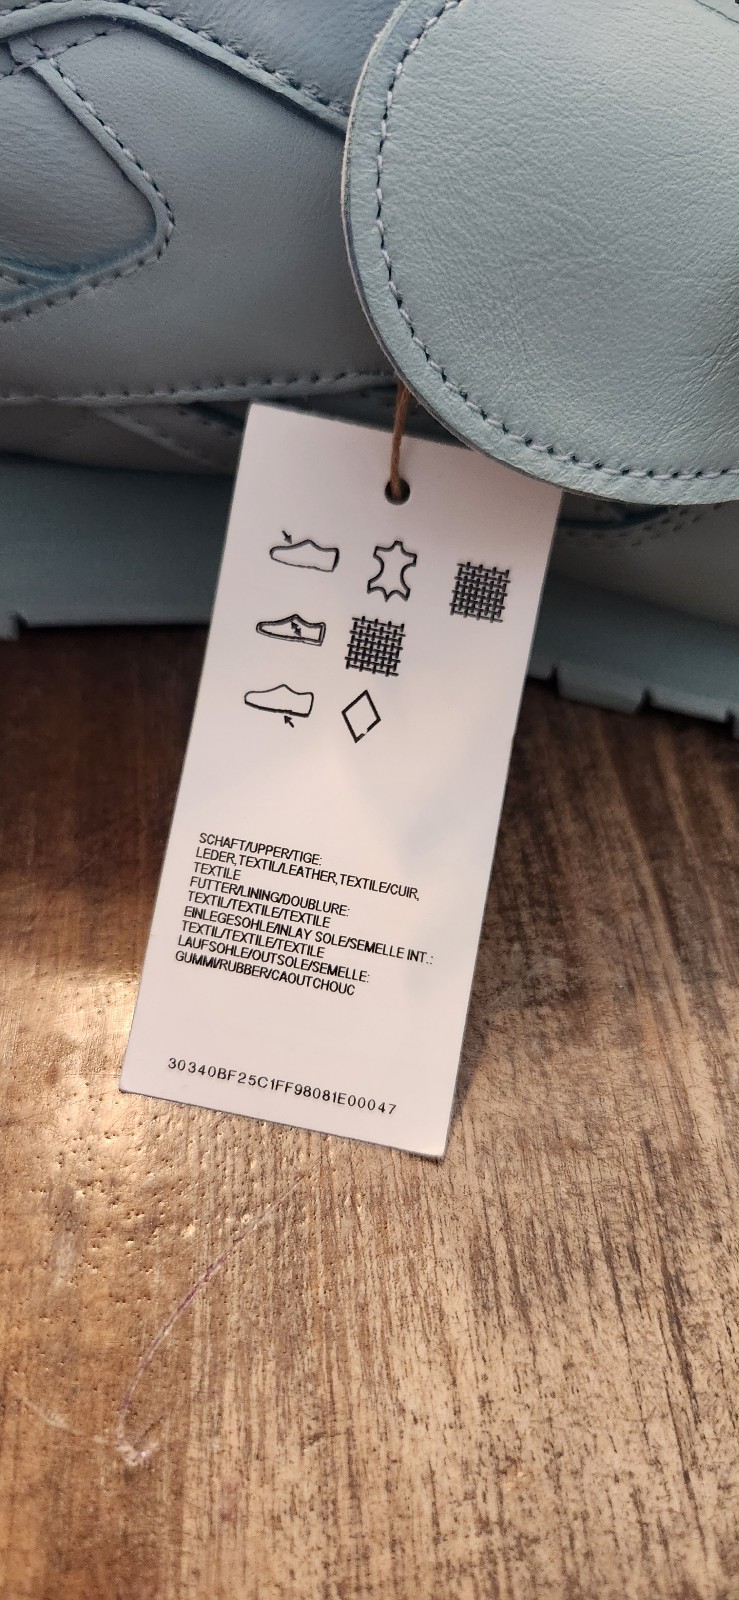 SCHAFT/UPPER/TIGE:
LEDER,TEXTIL/LEATHER,TEXTILE/CUIR,
TEXTILE
FUTTER/LINING/DOUBLURE:
TEXTIL/TEXTILE/TEXTILE
EINLEGESOHLE/INLAY SOLE/SEMELLE INT.:
TEXTIL/TEXTILE/TEXTILE
LAUFSOHLE/OUTSOLE/SEMELLE:
GUMMI/RUBBER/CAOUTCHOUC
30340BF25C1FF98081E00047